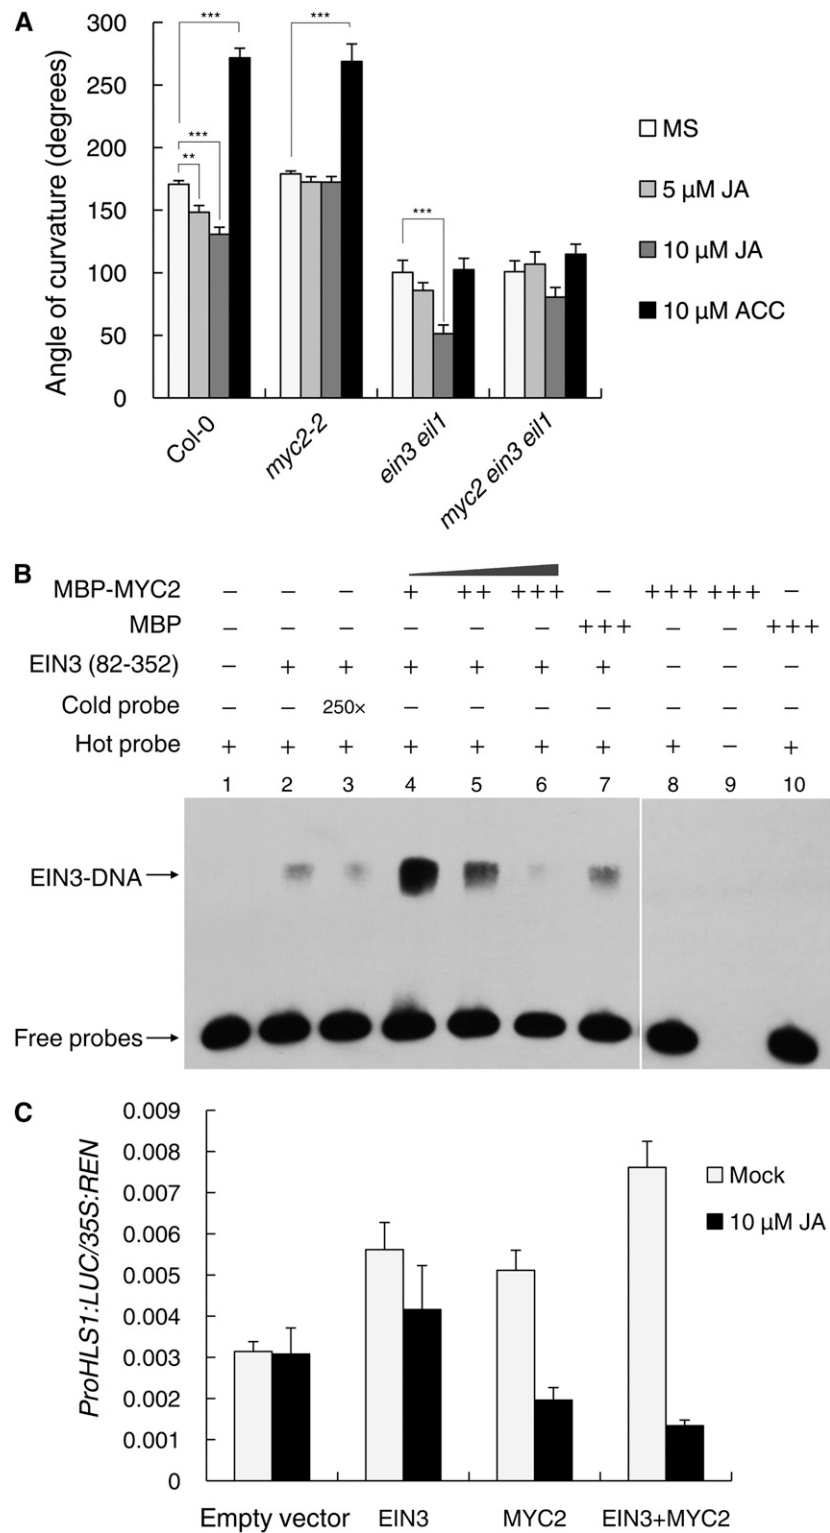 A
Angle of curvature (degrees)
300
250
200
150
100
50
0
***
***
**
***
***
MS
5 µM JA
10 µM JA
10 µM ACC
Col-0
myc2-2
ein3 eil1
myc2 ein3 eil1
B
MBP-MYC2 – – – + ++ +++ – +++ +++ –
MBP – – – – – – +++ – – +++
EIN3 (82-352) – + + + + + + – – –
Cold probe – – 250× – – – – – – –
Hot probe + + + + + + + + – +
1 2 3 4 5 6 7 8 9 10
EIN3-DNA
Free probes
C
ProHLS1:LUC/35S:REN
0.009
0.008
0.007
0.006
0.005
0.004
0.003
0.002
0.001
0
Mock
10 µM JA
Empty vector
EIN3
MYC2
EIN3+MYC2